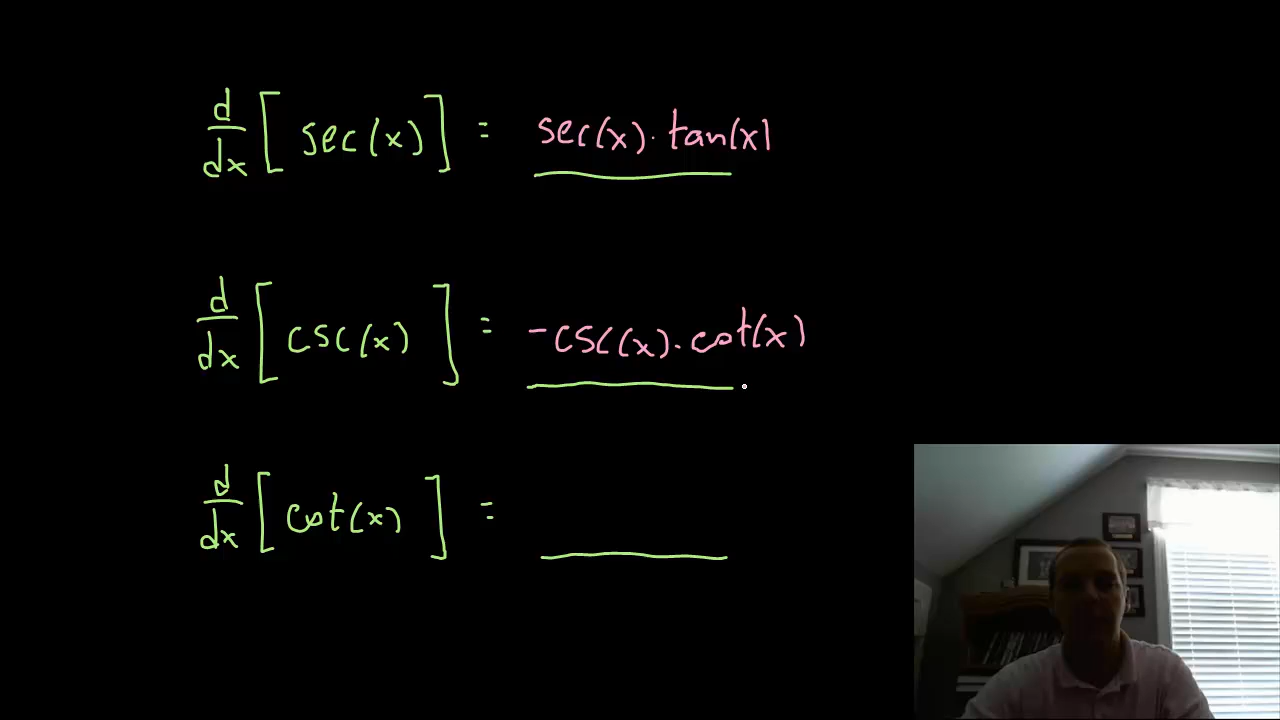 d/dx [ sec(x) ] = sec(x) · tan(x)
d/dx [ csc(x) ] = -csc(x) · cot(x)
d/dx [ cot(x) ] =